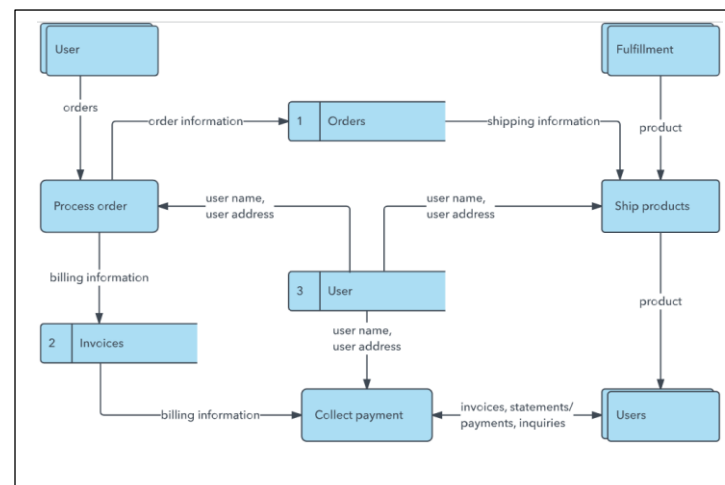 User
Fulfillment
orders
order information
1 Orders
shipping information
product
Process order
user name,
user address
user name,
user address
Ship products
billing information
3 User
product
2 Invoices
user name,
user address
billing information
Collect payment
invoices, statements/
payments, inquiries
Users